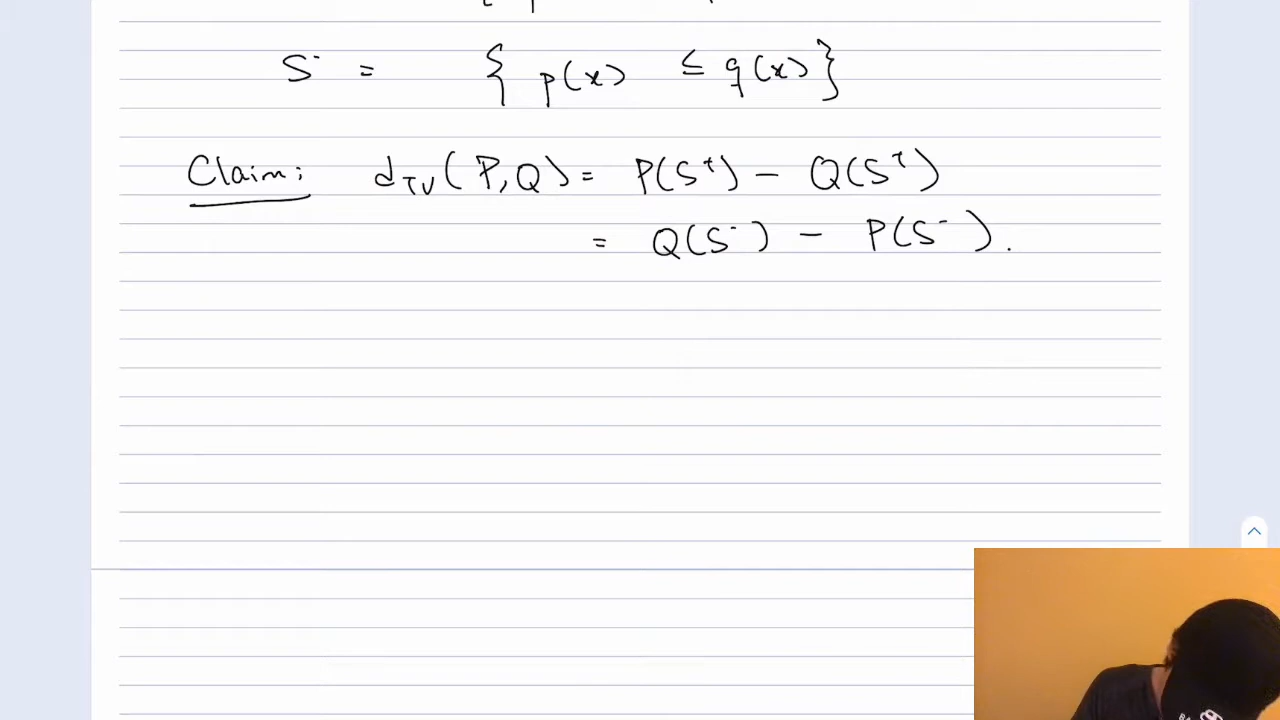 S⁻ = { p(x) ≤ q(x) }
Claim: d_TV(P,Q) = P(S⁺) − Q(S⁺)
= Q(S⁻) − P(S⁻).